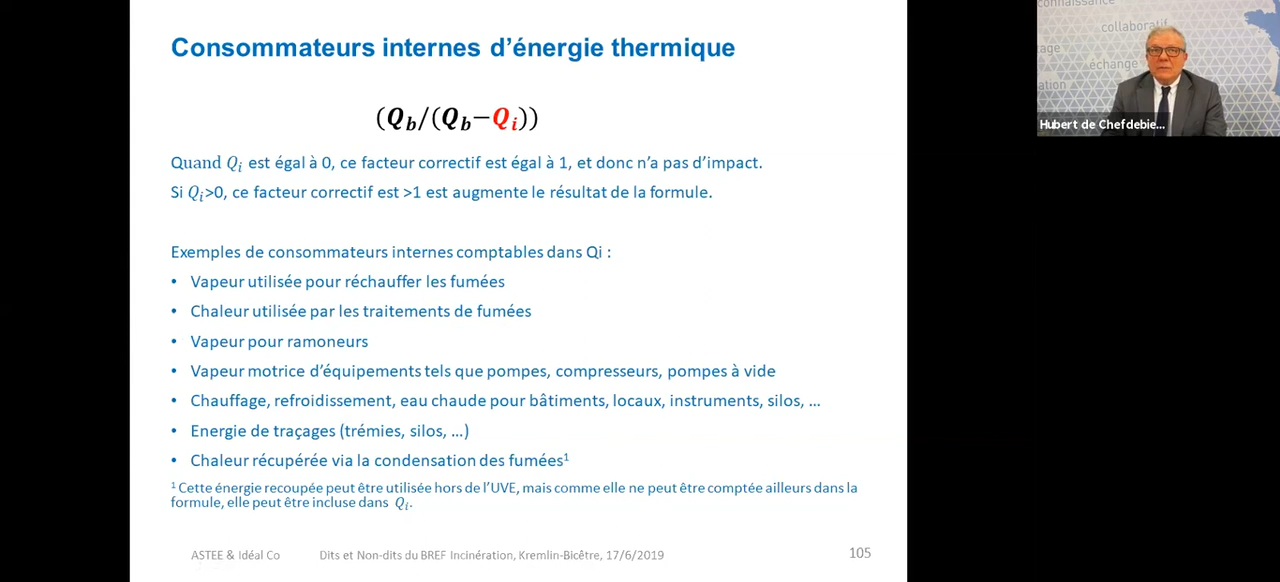 Consommateurs internes d'énergie thermique
(Q_b/(Q_b−Q_i))
Quand Q_i est égal à 0, ce facteur correctif est égal à 1, et donc n'a pas d'impact.
Si Q_i>0, ce facteur correctif est >1 est augmente le résultat de la formule.
Exemples de consommateurs internes comptables dans Qi :
• Vapeur utilisée pour réchauffer les fumées
• Chaleur utilisée par les traitements de fumées
• Vapeur pour ramoneurs
• Vapeur motrice d'équipements tels que pompes, compresseurs, pompes à vide
• Chauffage, refroidissement, eau chaude pour bâtiments, locaux, instruments, silos, ...
• Energie de traçages (trémies, silos, ...)
• Chaleur récupérée via la condensation des fumées¹
¹ Cette énergie recoupée peut être utilisée hors de l'UVE, mais comme elle ne peut être comptée ailleurs dans la
formule, elle peut être incluse dans Q_i.
ASTEE & Idéal Co Dits et Non-dits du BREF Incinération, Kremlin-Bicêtre, 17/6/2019 105
connaissance
collaboratif
échange
Hubert de Chefdebie...